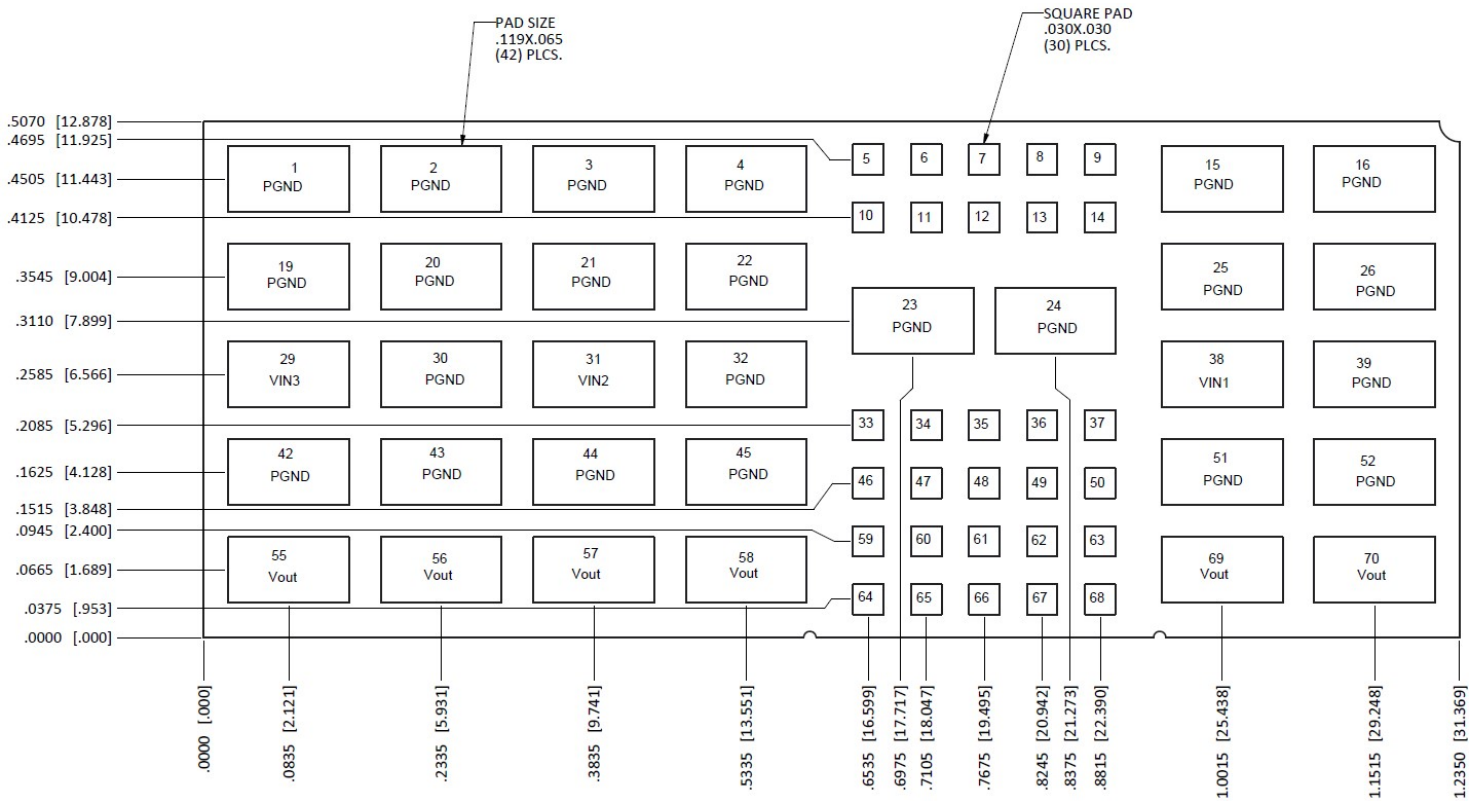 PAD SIZE
.119X.065
(42) PLCS.
SQUARE PAD
.030X.030
(30) PLCS.
.5070 [12.878]
.4695 [11.925]
.4505 [11.443]
.4125 [10.478]
.3545 [9.004]
.3110 [7.899]
.2585 [6.566]
.2085 [5.296]
.1625 [4.128]
.1515 [3.848]
.0945 [2.400]
.0665 [1.689]
.0375 [.953]
.0000 [.000]
1
PGND
2
PGND
3
PGND
4
PGND
5
6
7
8
9
15
PGND
16
PGND
10
11
12
13
14
19
PGND
20
PGND
21
PGND
22
PGND
25
PGND
26
PGND
23
PGND
24
PGND
29
VIN3
30
PGND
31
VIN2
32
PGND
38
VIN1
39
PGND
33
34
35
36
37
42
PGND
43
PGND
44
PGND
45
PGND
46
47
48
49
50
51
PGND
52
PGND
55
Vout
56
Vout
57
Vout
58
Vout
59
60
61
62
63
69
Vout
70
Vout
64
65
66
67
68
.0000 [.000]
.0835 [2.121]
.2335 [5.931]
.3835 [9.741]
.5335 [13.551]
.6535 [16.599]
.6975 [17.717]
.7105 [18.047]
.7675 [19.495]
.8245 [20.942]
.8375 [21.273]
.8815 [22.390]
1.0015 [25.438]
1.1515 [29.248]
1.2350 [31.369]